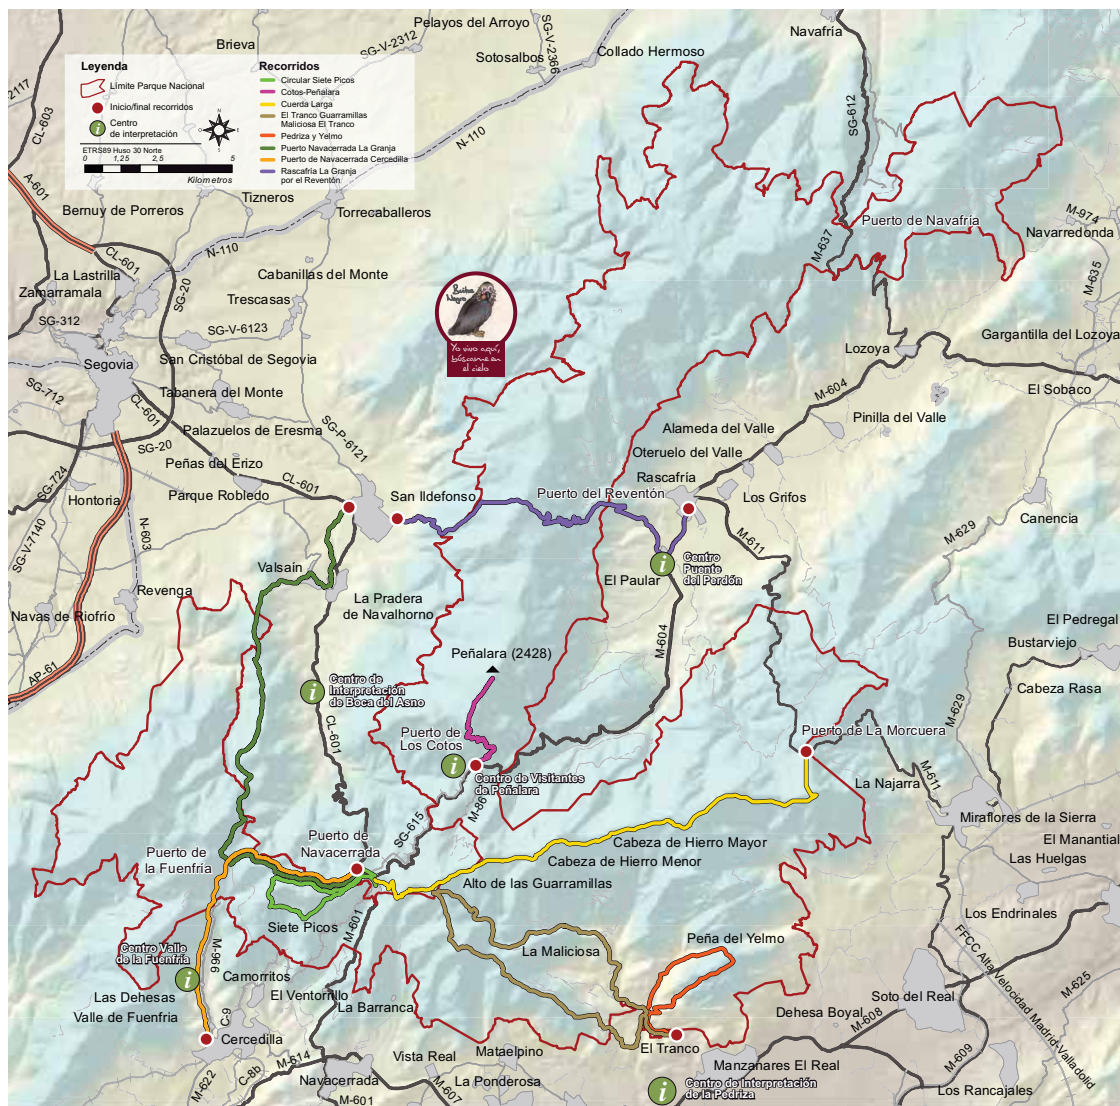 Leyenda
Límite Parque Nacional
Inicio/final recorridos
Centro
de interpretación
ETRS89 Huso 30 Norte
0 1,25 2,5 5
Kilometros
N
S
E
O
Recorridos
Circular Siete Picos
Cotos-Peñalara
Cuerda Larga
El Tranco Guarramillas
Maliciosa El Tranco
Pedriza y Yelmo
Puerto Navacerrada La Granja
Puerto de Navacerrada Cercedilla
Rascafría La Granja
por el Reventón
Brieva
Pelayos del Arroyo
SG-V-2312
Sotosalbos
SG-V-2366
Collado Hermoso
Navafría
SG-612
2117
CL-603
A-601
N-110
Bernuy de Porreros
Tizneros
Torrecaballeros
N-110
CL-601
La Lastrilla
Zamarramala
SG-20
Cabanillas del Monte
Trescasas
SG-312
SG-V-6123
Segovia
San Cristóbal de Segovia
SG-712
Tabanera del Monte
CL-601
Palazuelos de Eresma
SG-P-6121
SG-20
SG-724
Peñas del Erizo
Hontoria
Parque Robledo
CL-601
San Ildefonso
SG-V-7140
N-603
Buitre
Negro
Yo vivo aquí,
búscame en
el cielo
Puerto de Navafría
M-637
M-974
Navarredonda
M-635
Gargantilla del Lozoya
Lozoya
M-604
El Sobaco
Pinilla del Valle
Alameda del Valle
Oteruelo del Valle
Rascafría
Los Grifos
Puerto del Reventón
Canencia
M-629
M-611
i
Centro
Puente
del Perdón
El Paular
Valsaín
Revenga
La Pradera
de Navalhorno
Navas de Riofrío
AP-61
M-604
El Pedregal
Bustarviejo
Peñalara (2428)
Cabeza Rasa
i
Centro de
Interpretación
de Boca del Asno
CL-601
M-629
Puerto de
Los Cotos
Puerto de La Morcuera
i
Centro de Visitantes
de Peñalara
La Najarra
M-611
M-86
SG-615
Miraflores de la Sierra
El Manantial
Las Huelgas
Puerto de
Navacerrada
Cabeza de Hierro Mayor
Cabeza de Hierro Menor
Puerto de
la Fuenfría
Alto de las Guarramillas
Los Endrinales
Siete Picos
M-601
Peña del Yelmo
La Maliciosa
FFCC Alta Velocidad Madrid-Valladolid
Centro Valle
de la Fuenfría
i
M-966
Camorritos
M-625
Las Dehesas
El Ventorrillo
La Barranca
Soto del Real
Valle de Fuenfria
C-9
Dehesa Boyal
M-608
Cercedilla
El Tranco
M-609
M-614
Vista Real
Mataelpino
Manzanares El Real
M-622
C-8b
Navacerrada
La Ponderosa
M-601
M-607
i
Centro de Interpretación
de la Pedriza
Los Rancajales